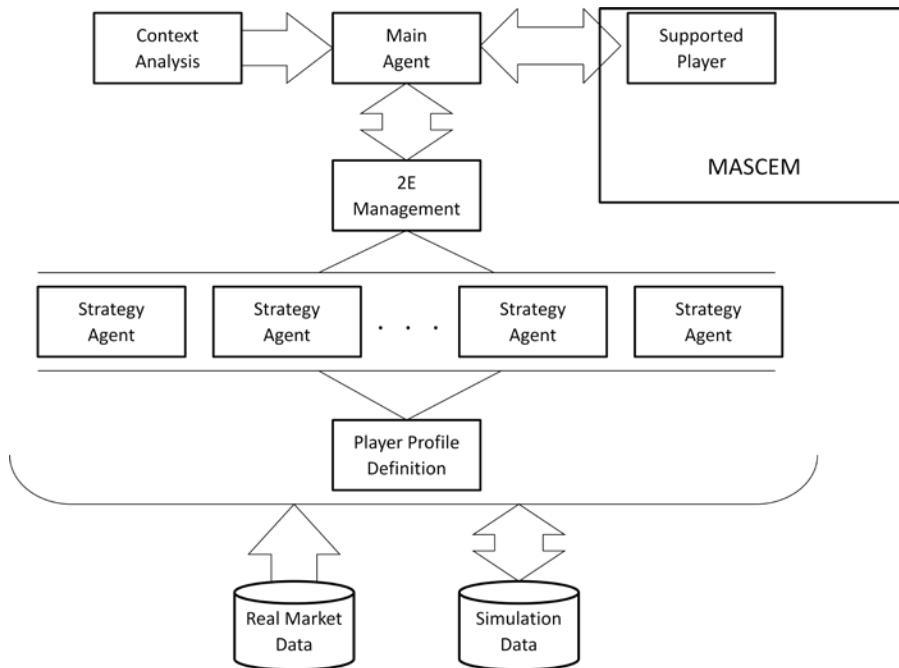 Context
Analysis
Main
Agent
Supported
Player
MASCEM
2E
Management
Strategy
Agent
Strategy
Agent
. . .
Strategy
Agent
Strategy
Agent
Player Profile
Definition
Real Market
Data
Simulation
Data